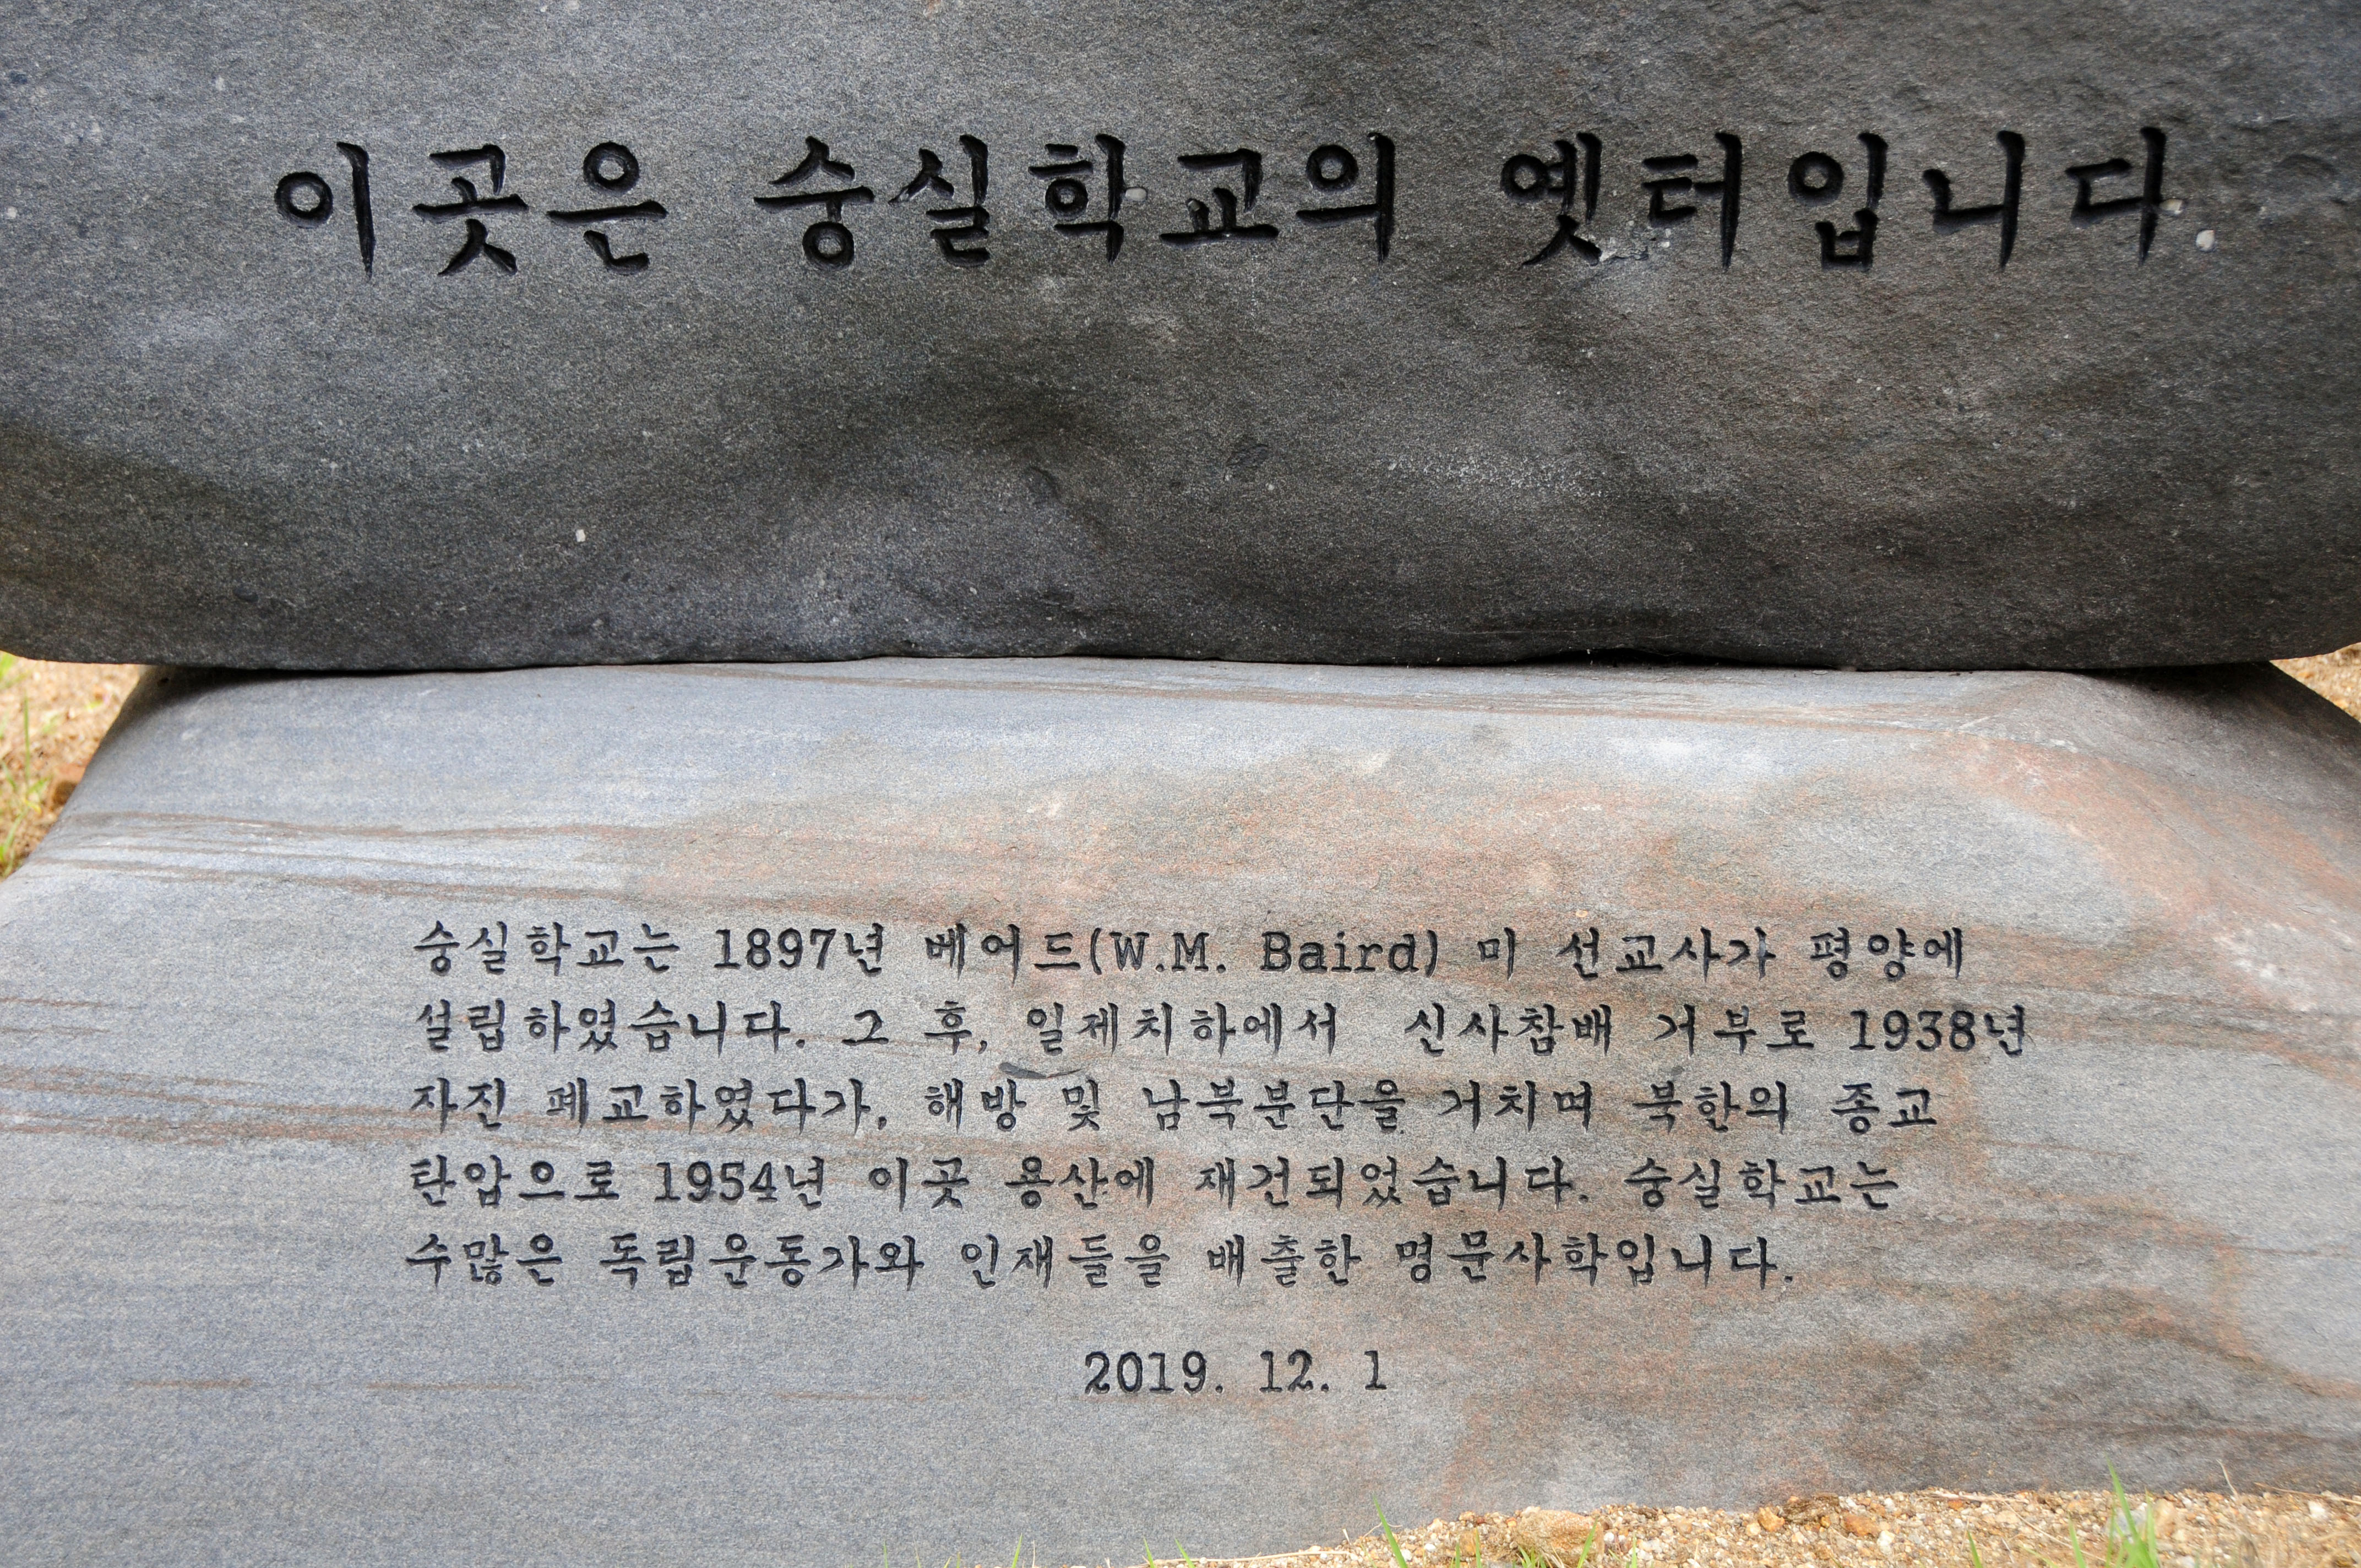 이곳은 숭실학교의 옛터입니다.
숭실학교는 1897년 베어드(W.M. Baird) 미 선교사가 평양에
설립하였습니다. 그 후, 일제치하에서 신사참배 거부로 1938년
자진 폐교하였다가, 해방 및 남북분단을 거치며 북한의 종교
탄압으로 1954년 이곳 용산에 재건되었습니다. 숭실학교는
수많은 독립운동가와 인재들을 배출한 명문사학입니다.
2019. 12. 1